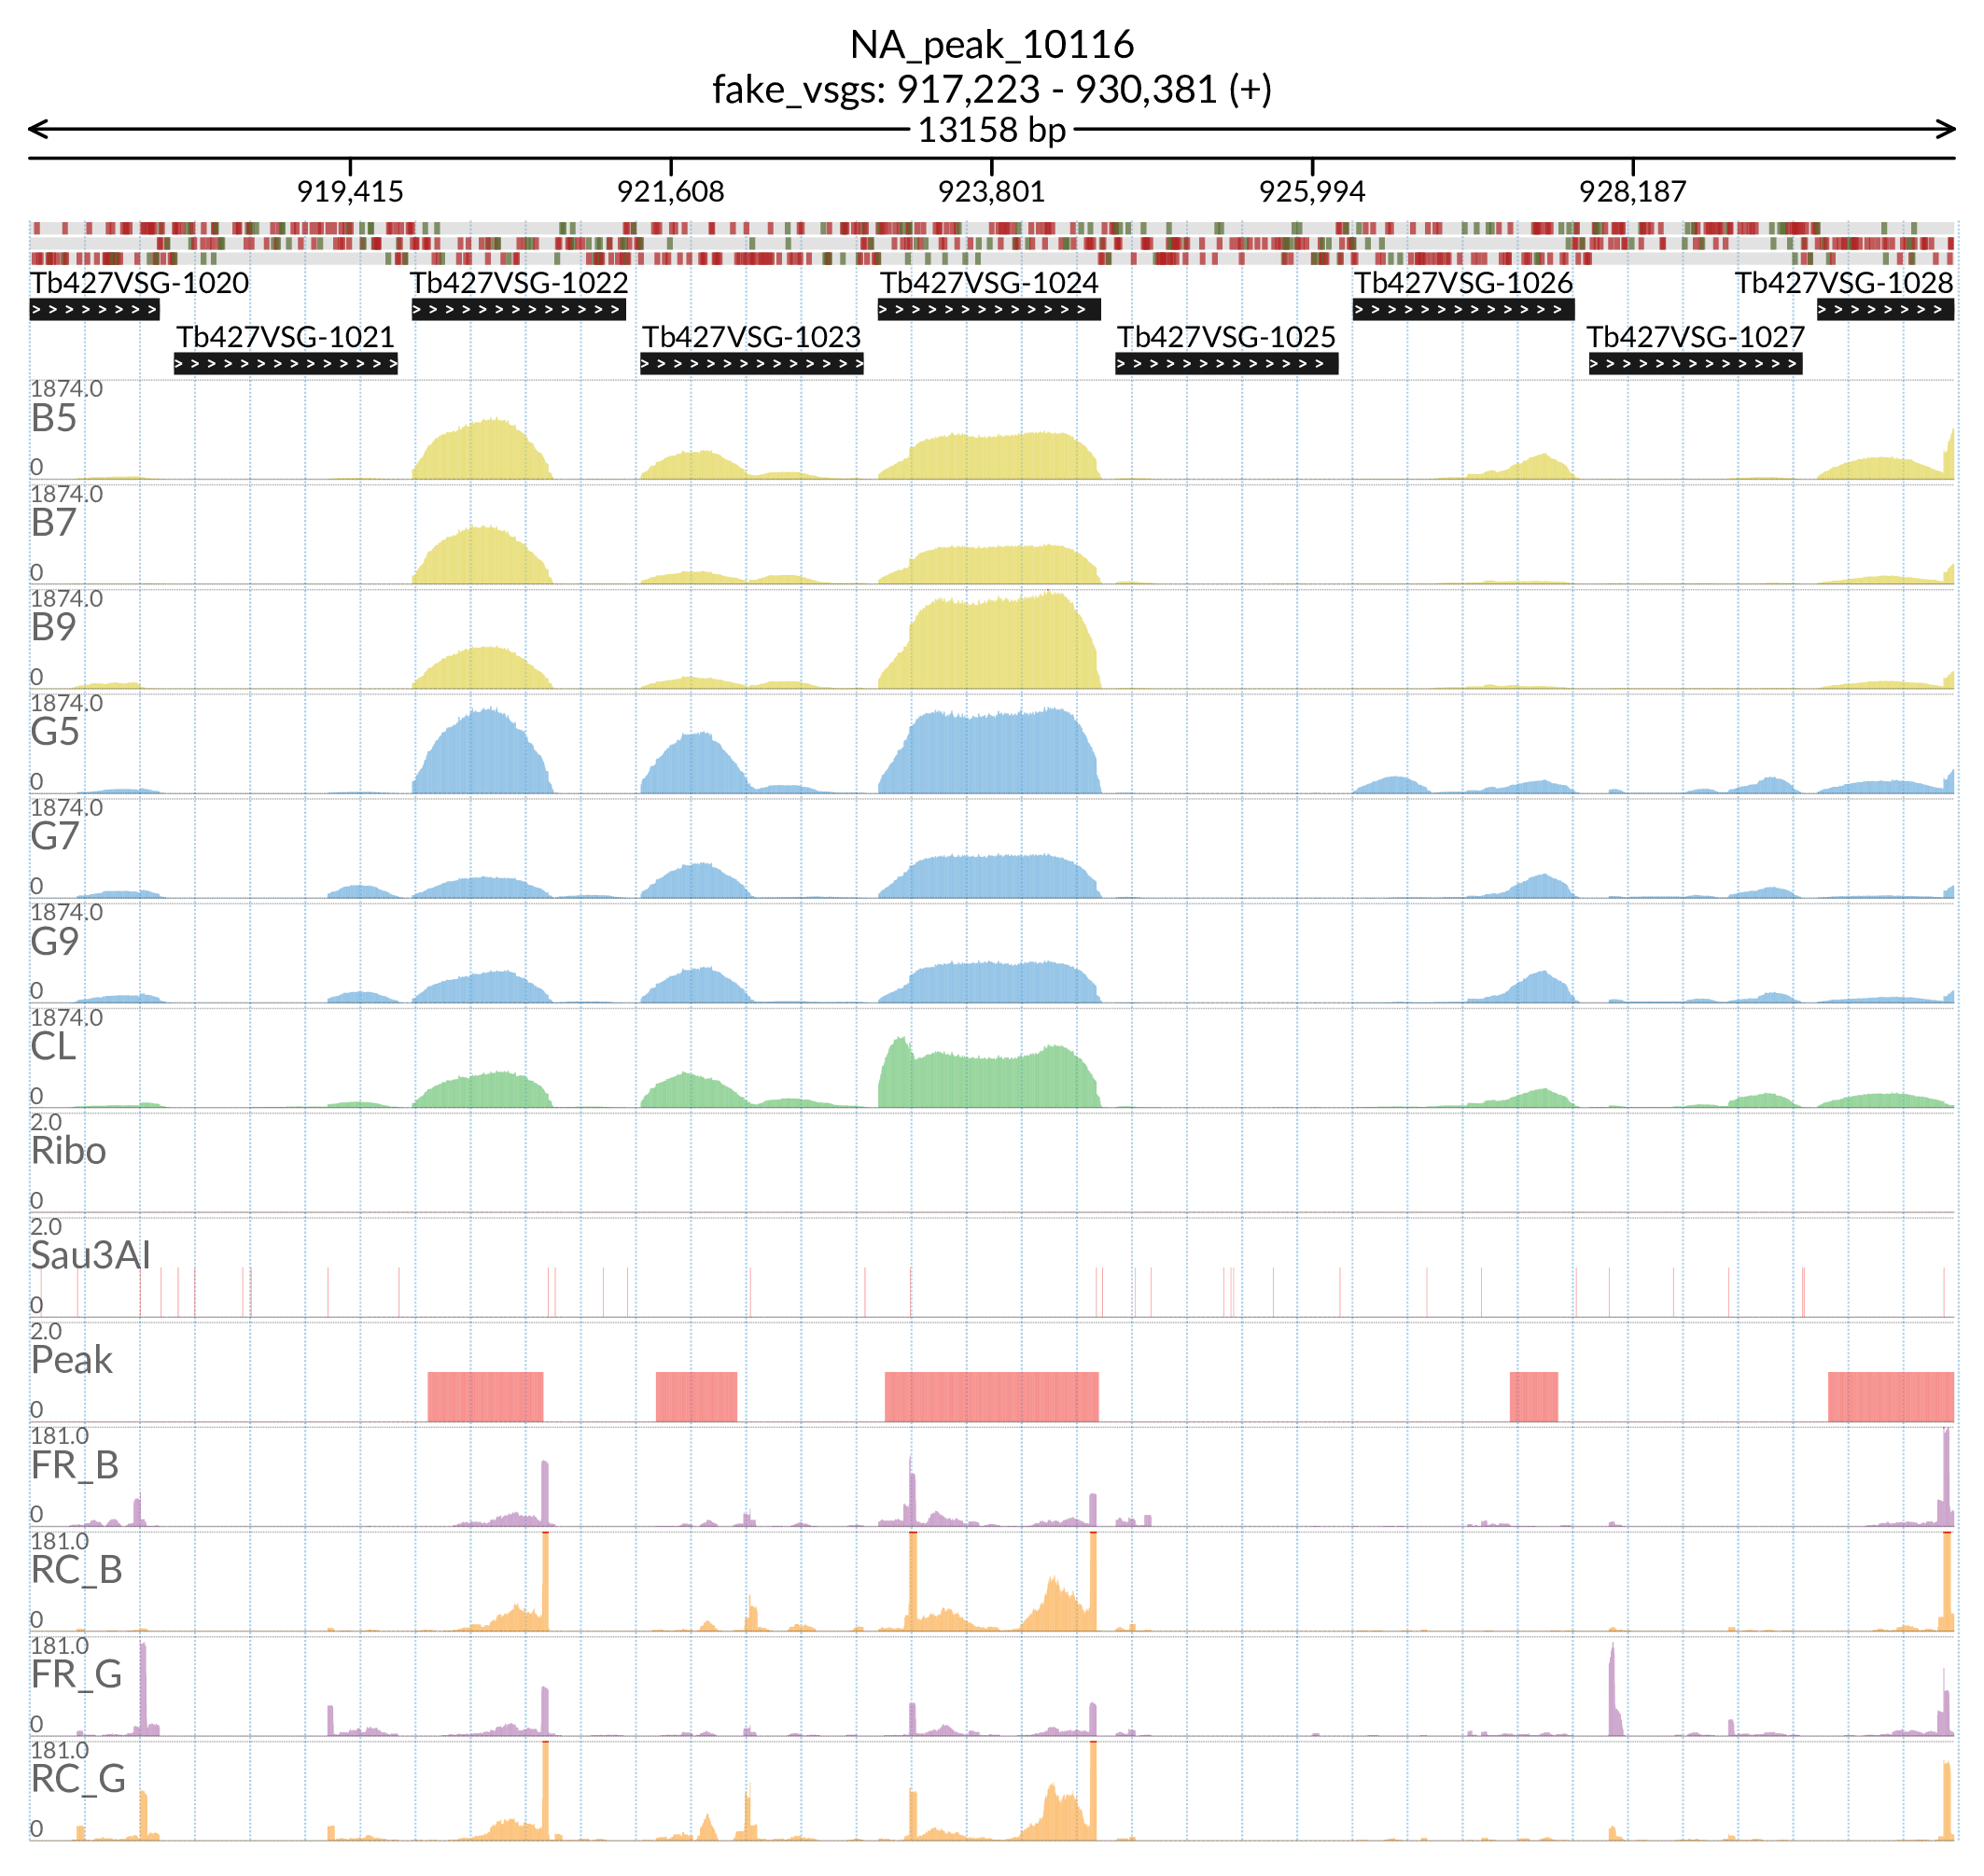 NA_peak_10116
fake_vsgs: 917,223 - 930,381 (+)
13158 bp
919,415 921,608 923,801 925,994 928,187
Tb427VSG-1020 Tb427VSG-1022 Tb427VSG-1024 Tb427VSG-1026 Tb427VSG-1028
Tb427VSG-1021 Tb427VSG-1023 Tb427VSG-1025 Tb427VSG-1027
1874.0
B5
0
1874.0
B7
0
1874.0
B9
0
1874.0
G5
0
1874.0
G7
0
1874.0
G9
0
1874.0
CL
0
2.0
Ribo
0
2.0
Sau3AI
0
2.0
Peak
0
181.0
FR_B
0
181.0
RC_B
0
181.0
FR_G
0
181.0
RC_G
0